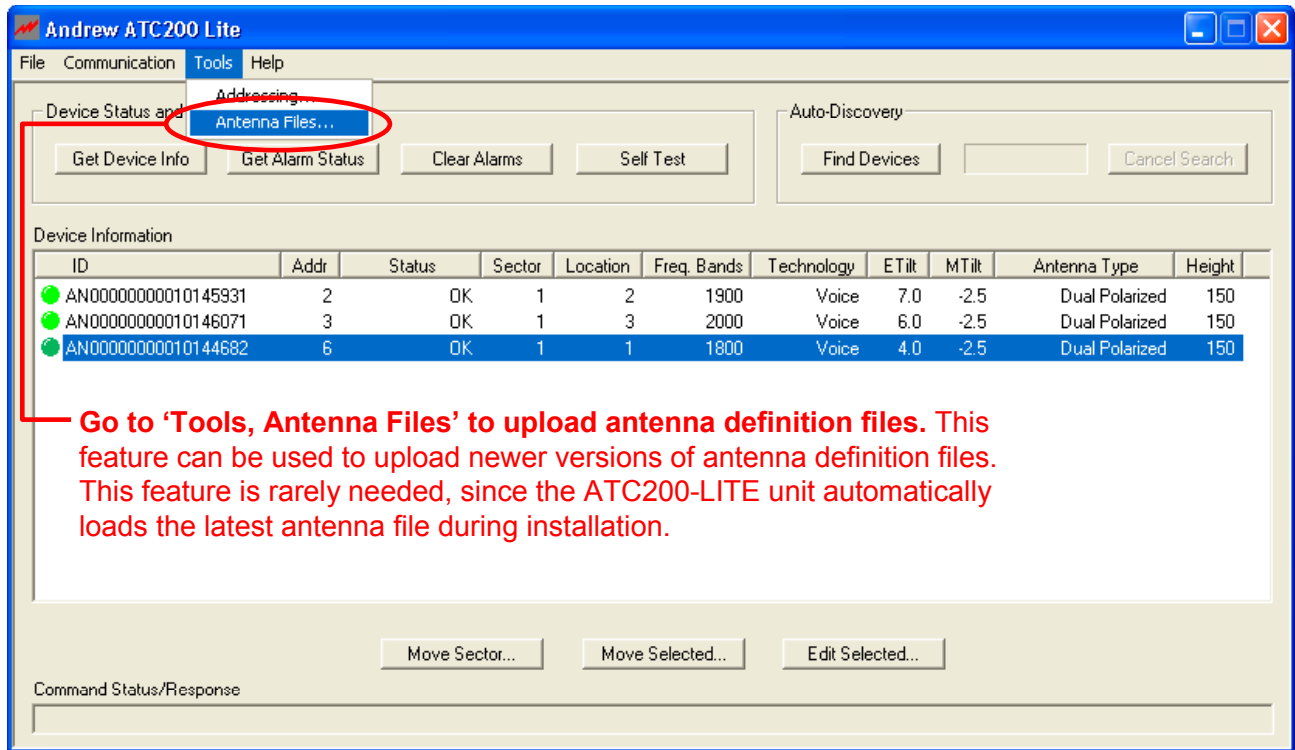 Andrew ATC200 Lite
File Communication Tools Help
Addressing...
Antenna Files...
Device Status and
Auto-Discovery
Get Device Info Get Alarm Status Clear Alarms Self Test Find Devices Cancel Search
Device Information
ID Addr Status Sector Location Freq. Bands Technology ETilt MTilt Antenna Type Height
AN00000000010145931 2 OK 1 2 1900 Voice 7.0 -2.5 Dual Polarized 150
AN00000000010146071 3 OK 1 3 2000 Voice 6.0 -2.5 Dual Polarized 150
AN00000000010144682 6 OK 1 1 1800 Voice 4.0 -2.5 Dual Polarized 150
Go to ‘Tools, Antenna Files’ to upload antenna definition files. This
feature can be used to upload newer versions of antenna definition files.
This feature is rarely needed, since the ATC200-LITE unit automatically
loads the latest antenna file during installation.
Move Sector... Move Selected... Edit Selected...
Command Status/Response